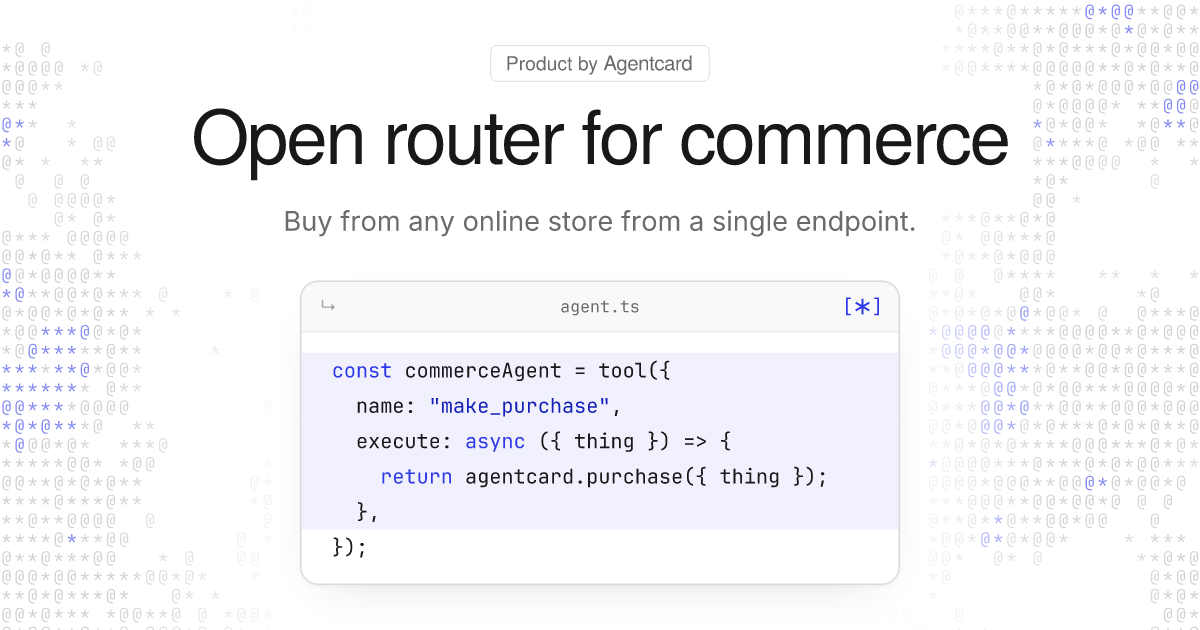 Product by Agentcard
Open router for commerce
Buy from any online store from a single endpoint.
agent.ts
[*]
const commerceAgent = tool({
name: "make_purchase",
execute: async ({ thing }) => {
return agentcard.purchase({ thing });
},
});